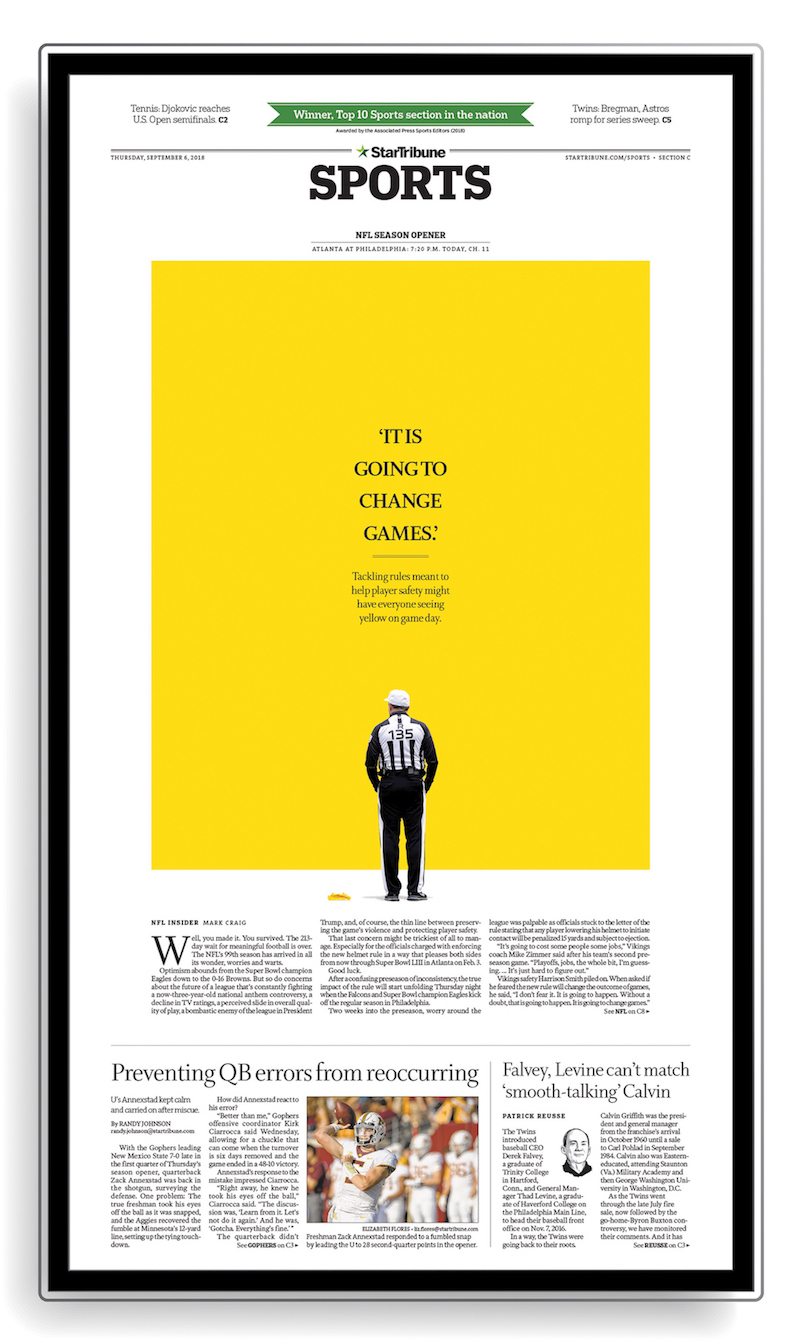 Tennis: Djokovic reaches
U.S. Open semifinals. C2
Winner, Top 10 Sports section in the nation
Awarded by the Associated Press Sports Editors (2018)
Twins: Bregman, Astros
romp for series sweep. C5
THURSDAY, SEPTEMBER 6, 2018
StarTribune
STARTRIBUNE.COM/SPORTS • SECTION C
SPORTS
NFL SEASON OPENER
ATLANTA AT PHILADELPHIA: 7:20 P.M. TODAY, CH. 11
‘IT IS
GOING TO
CHANGE
GAMES.’
Tackling rules meant to
help player safety might
have everyone seeing
yellow on game day.
R
135
NFL INSIDER MARK CRAIG
Well, you made it. You survived. The 213-
day wait for meaningful football is over.
The NFL’s 99th season has arrived in all
its wonder, worries and warts.
Optimism abounds from the Super Bowl champion
Eagles down to the 0-16 Browns. But so do concerns
about the future of a league that’s constantly fighting
a now-three-year-old national anthem controversy, a
decline in TV ratings, a perceived slide in overall qual-
ity of play, a bombastic enemy of the league in President
Trump, and, of course, the thin line between preserv-
ing the game’s violence and protecting player safety.
That last concern might be trickiest of all to man-
age. Especially for the officials charged with enforcing
the new helmet rule in a way that pleases both sides
from now through Super Bowl LIII in Atlanta on Feb. 3.
Good luck.
After a confusing preseason of inconsistency, the true
impact of the rule will start unfolding Thursday night
when the Falcons and Super Bowl champion Eagles kick
off the regular season in Philadelphia.
Two weeks into the preseason, worry around the
league was palpable as officials stuck to the letter of the
rule stating that any player lowering his helmet to initiate
contact will be penalized 15 yards and subject to ejection.
“It’s going to cost some people some jobs,” Vikings
coach Mike Zimmer said after his team’s second pre-
season game. “Playoffs, jobs, the whole bit, I’m guess-
ing. ... It’s just hard to figure out.”
Vikings safety Harrison Smith piled on. When asked if
he feared the new rule will change the outcome of games,
he said, “I don’t fear it. It is going to happen. Without a
doubt, that is going to happen. It is going to change games.”
See NFL on C8 ►
Preventing QB errors from reoccurring
U’s Annexstad kept calm
and carried on after miscue.
By RANDY JOHNSON
randy.johnson@startribune.com
With the Gophers leading
New Mexico State 7-0 late in
the first quarter of Thursday’s
season opener, quarterback
Zack Annexstad was back in
the shotgun, surveying the
defense. One problem: The
true freshman took his eyes
off the ball as it was snapped,
and the Aggies recovered the
fumble at Minnesota’s 12-yard
line, setting up the tying touch-
down.
How did Annexstad react to
his error?
“Better than me,” Gophers
offensive coordinator Kirk
Ciarrocca said Wednesday,
allowing for a chuckle that
can come when the turnover
is six days removed and the
game ended in a 48-10 victory.
Annexstad’s response to the
mistake impressed Ciarrocca.
“Right away, he knew he
took his eyes off the ball,”
Ciarrocca said. “The discus-
sion was, ‘Learn from it. Let’s
not do it again.’ And he was,
‘Gotcha. Everything’s fine.’ ”
The quarterback didn’t
See GOPHERS on C3 ►
ELIZABETH FLORES • liz.flores@startribune.com
Freshman Zack Annexstad responded to a fumbled snap
by leading the U to 28 second-quarter points in the opener.
Falvey, Levine can’t match
‘smooth-talking’ Calvin
PATRICK REUSSE
The Twins
introduced
baseball CEO
Derek Falvey,
a graduate of
Trinity College
in Hartford,
Conn., and General Man-
ager Thad Levine, a gradu-
ate of Haverford College on
the Philadelphia Main Line,
to head their baseball front
office on Nov. 7, 2016.
In a way, the Twins were
going back to their roots.
Calvin Griffith was the presi-
dent and general manager
from the franchise’s arrival
in October 1960 until a sale
to Carl Pohlad in September
1984. Calvin also was Eastern-
educated, attending Staunton
(Va.) Military Academy and
then George Washington Uni-
versity in Washington, D.C.
As the Twins went
through the late July fire
sale, now followed by the
go-home-Byron Buxton con-
troversy, we have monitored
their comments. And it has
See REUSSE on C3 ►